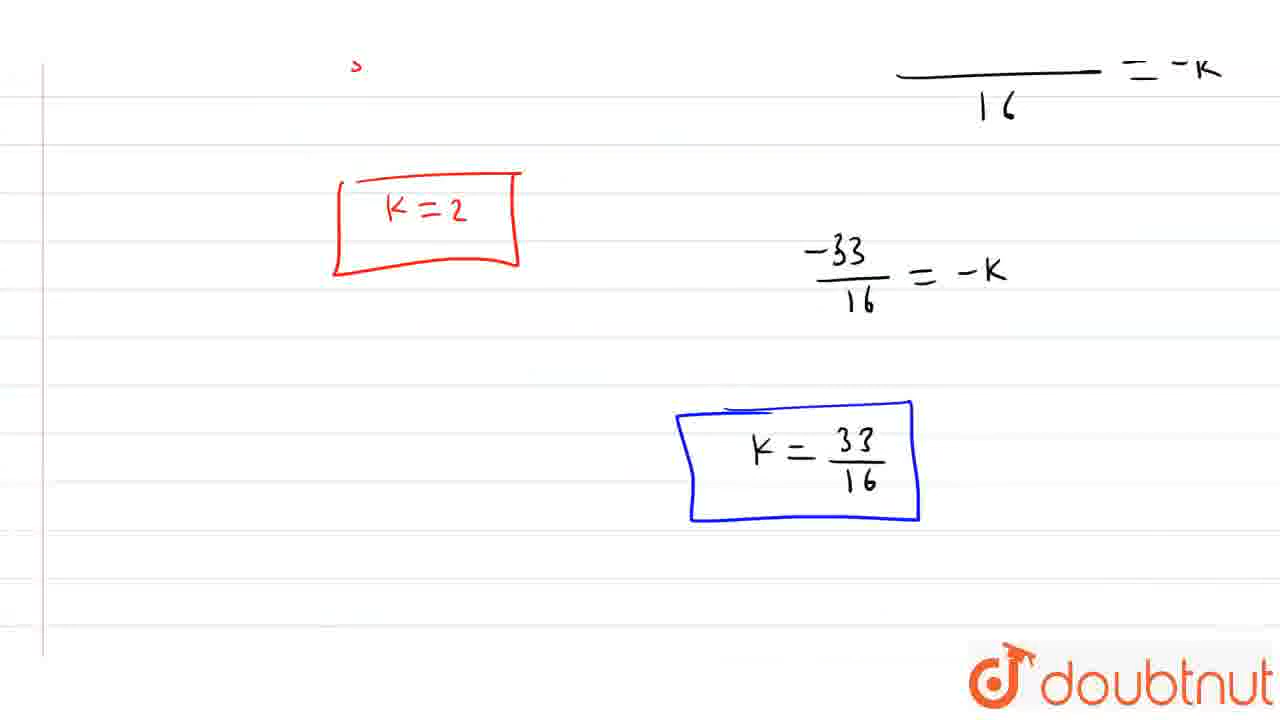 16 = -K
K = 2
-33/16 = -K
K = 33/16
doubtnut